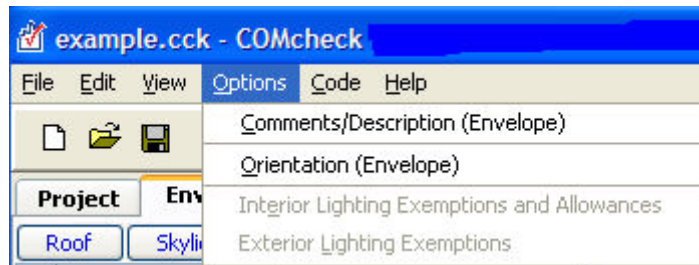 example.cck - COMcheck
File Edit View Options Code Help
Comments/Description (Envelope)
Orientation (Envelope)
Project
Interior Lighting Exemptions and Allowances
Roof
Exterior Lighting Exemptions